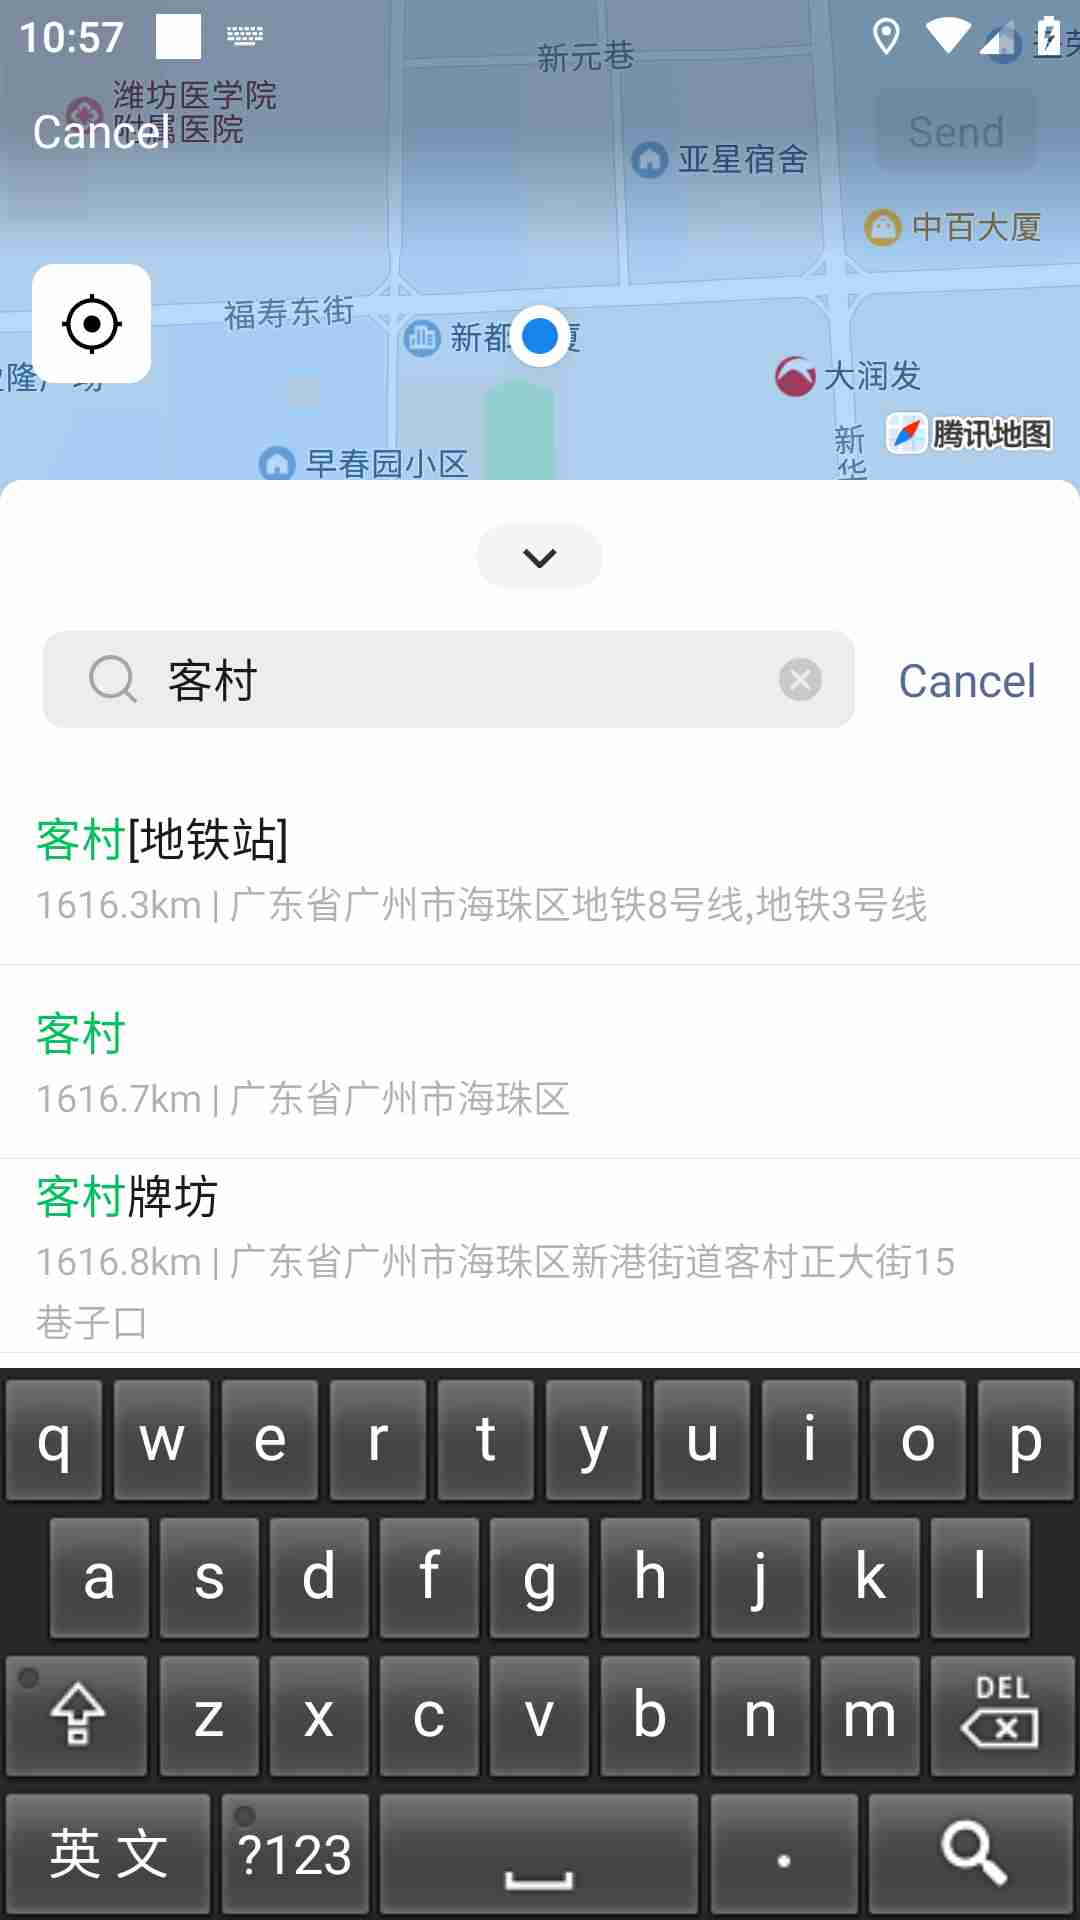 10:57
新元巷
潍坊医学院
附属医院
Cancel
Send
亚星宿舍
中百大厦
福寿东街
新都
厦
大润发
腾讯地图
新华
早春园小区
客村
Cancel
客村[地铁站]
1616.3km | 广东省广州市海珠区地铁8号线,地铁3号线
客村
1616.7km | 广东省广州市海珠区
客村牌坊
1616.8km | 广东省广州市海珠区新港街道客村正大街15
巷子口
q w e r t y u i o p
a s d f g h j k l
z x c v b n m DEL
英文 ?123 .